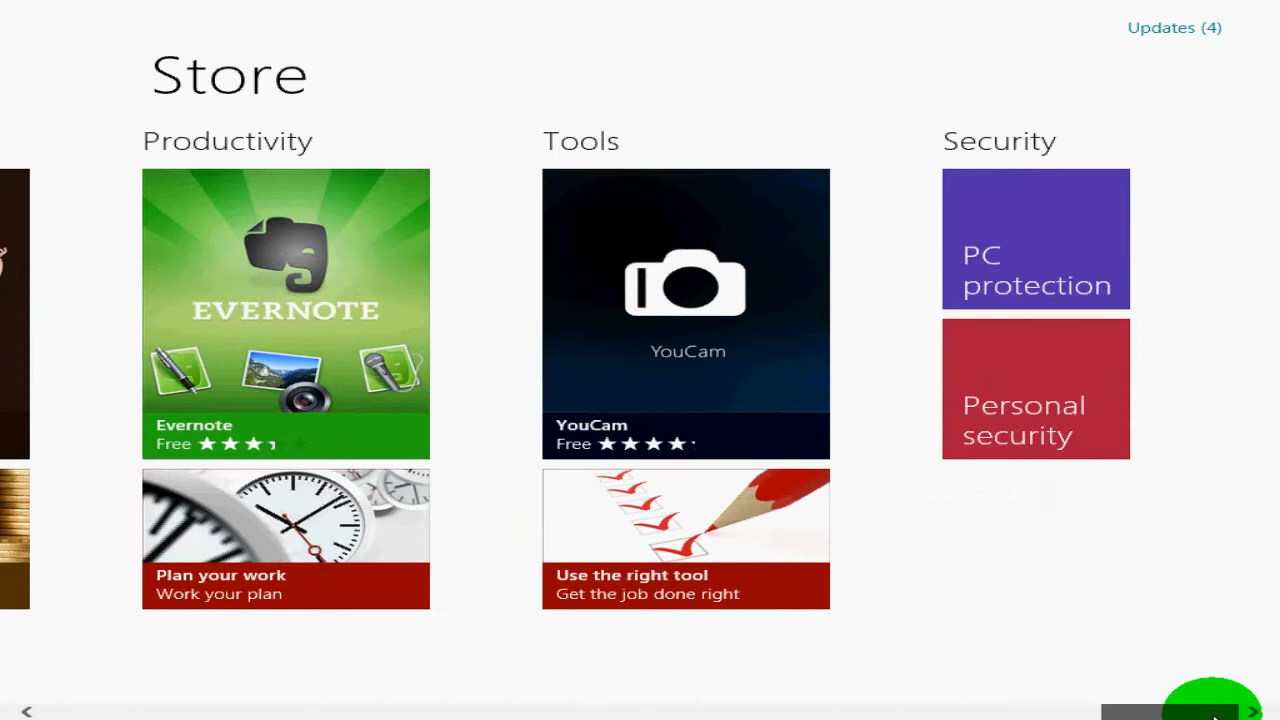 Updates (4)
Store
Productivity
Tools
Security
EVERNOTE
Evernote
Free
Plan your work
Work your plan
YouCam
YouCam
Free
Use the right tool
Get the job done right
PC
protection
Personal
security